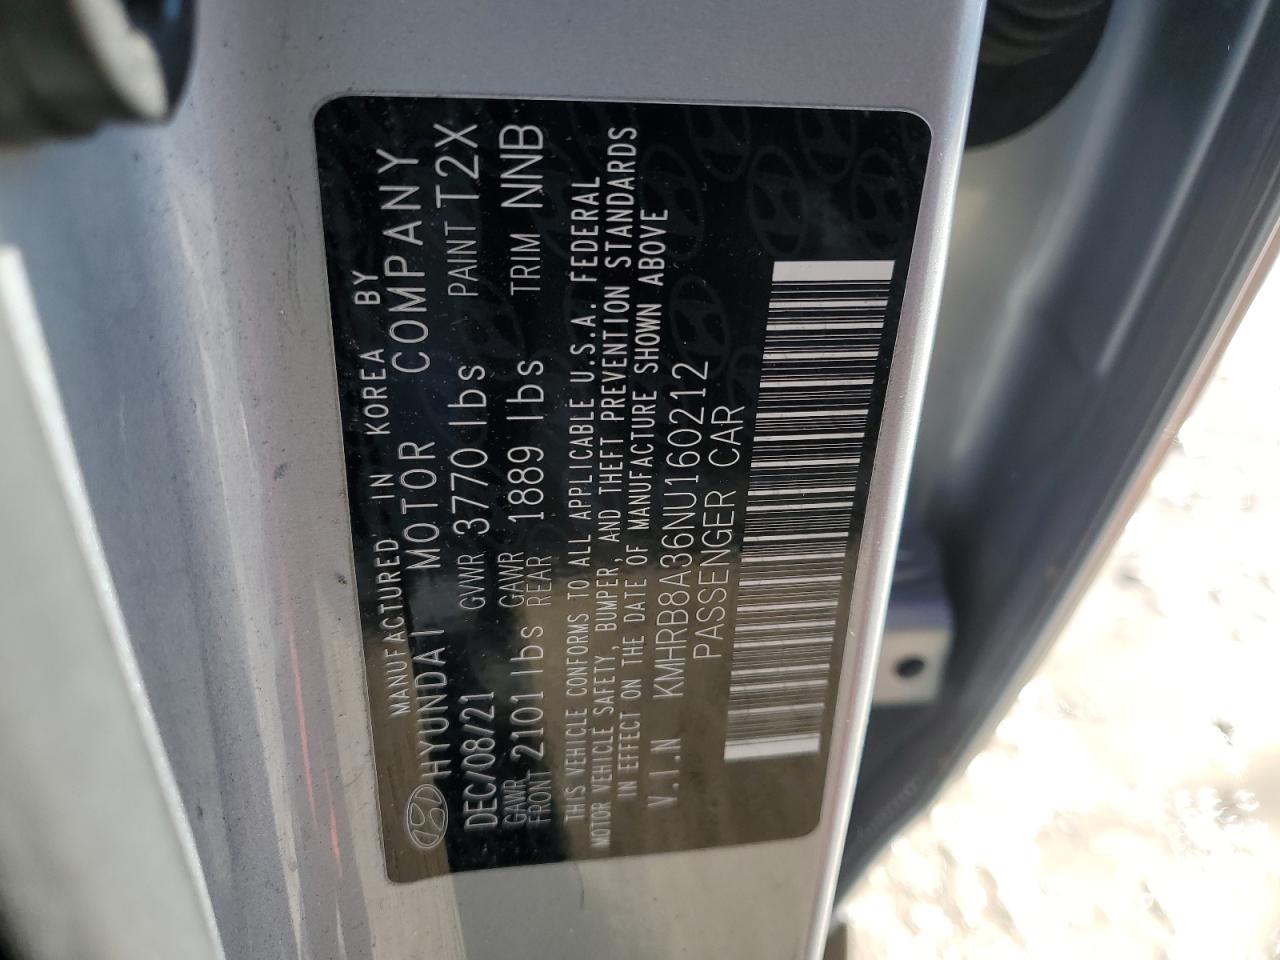 MANUFACTURED IN KOREA BY
HYUNDAI MOTOR COMPANY
DEC/08/21 GVWR 3770 lbs PAINT T2X
GAWR FRONT 2101 lbs GAWR REAR 1889 lbs TRIM NNB
THIS VEHICLE CONFORMS TO ALL APPLICABLE U.S.A. FEDERAL
MOTOR VEHICLE SAFETY, BUMPER, AND THEFT PREVENTION STANDARDS
IN EFFECT ON THE DATE OF MANUFACTURE SHOWN ABOVE
V.I.N KMHRB8A36NU160212
PASSENGER CAR